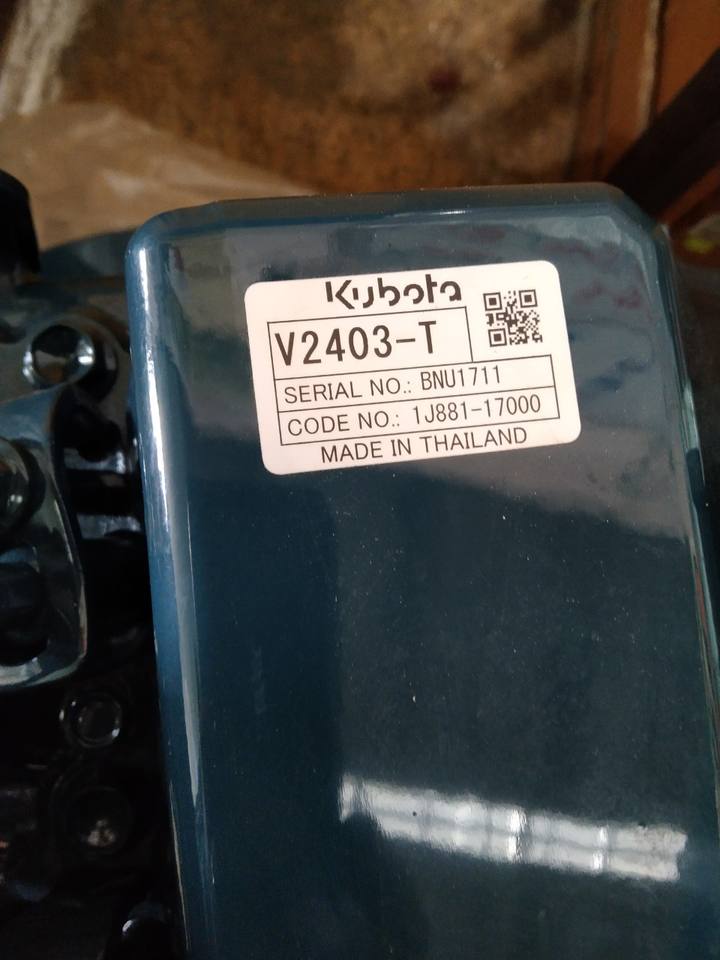 Kubota
V2403-T
SERIAL NO.: BNU1711
CODE NO.: 1J881-17000
MADE IN THAILAND